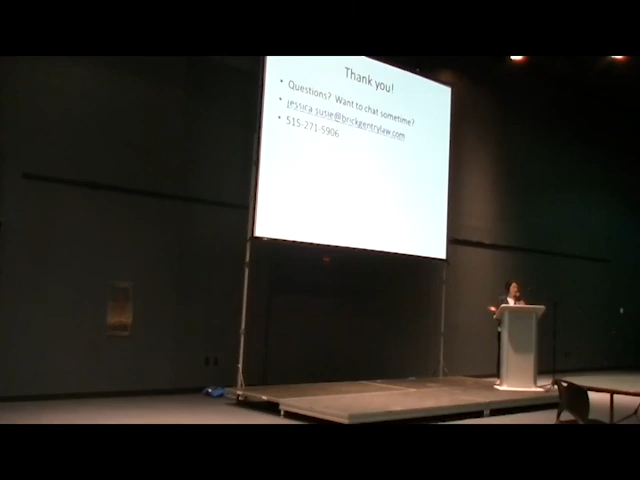 Thank you!
• Questions? Want to chat sometime?
• jessica.susie@brickgentrylaw.com
• 515-271-5906